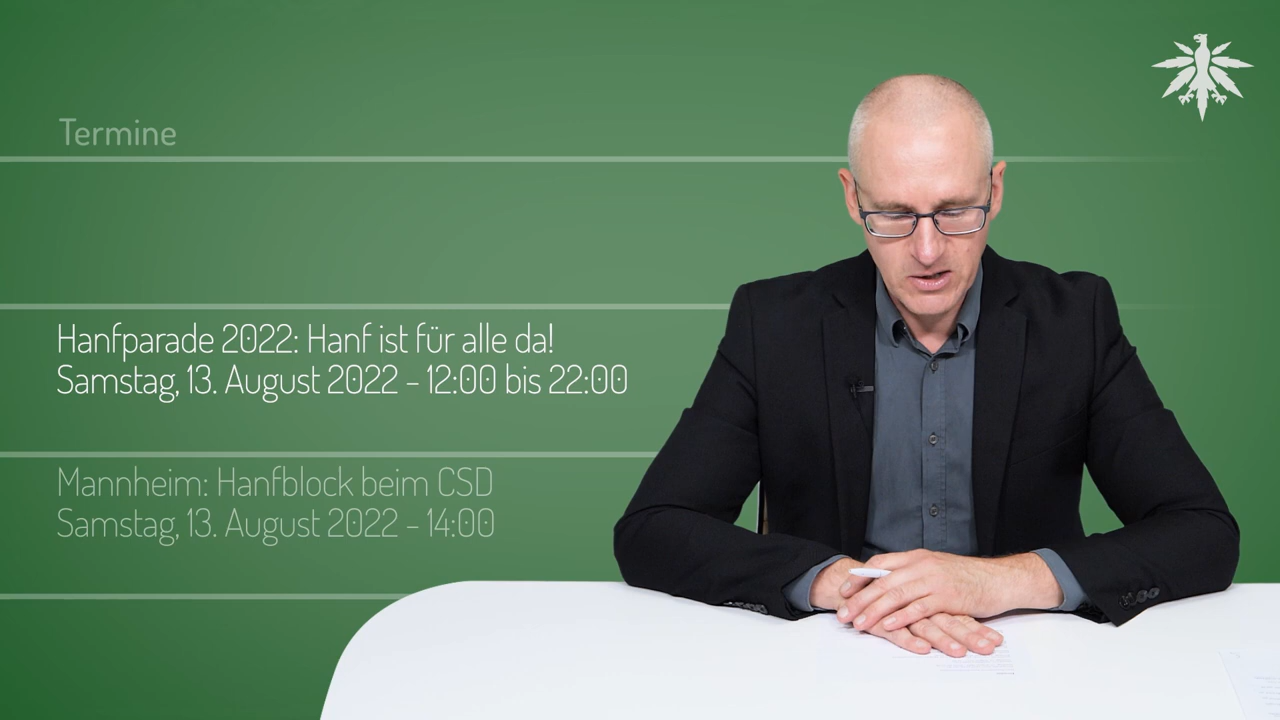 Termine
Hanfparade 2022: Hanf ist für alle da!
Samstag, 13. August 2022 – 12:00 bis 22:00
Mannheim: Hanfblock beim CSD
Samstag, 13. August 2022 – 14:00